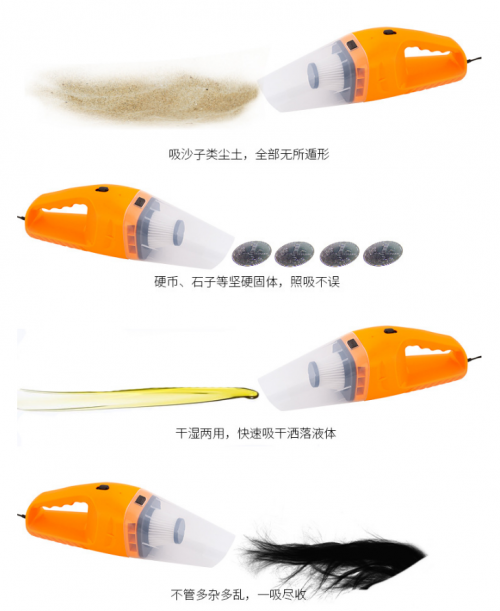 吸沙子类尘土，全部无所遁形
硬币、石子等坚硬固体，照吸不误
干湿两用，快速吸干洒落液体
不管多杂多乱，一吸尽收